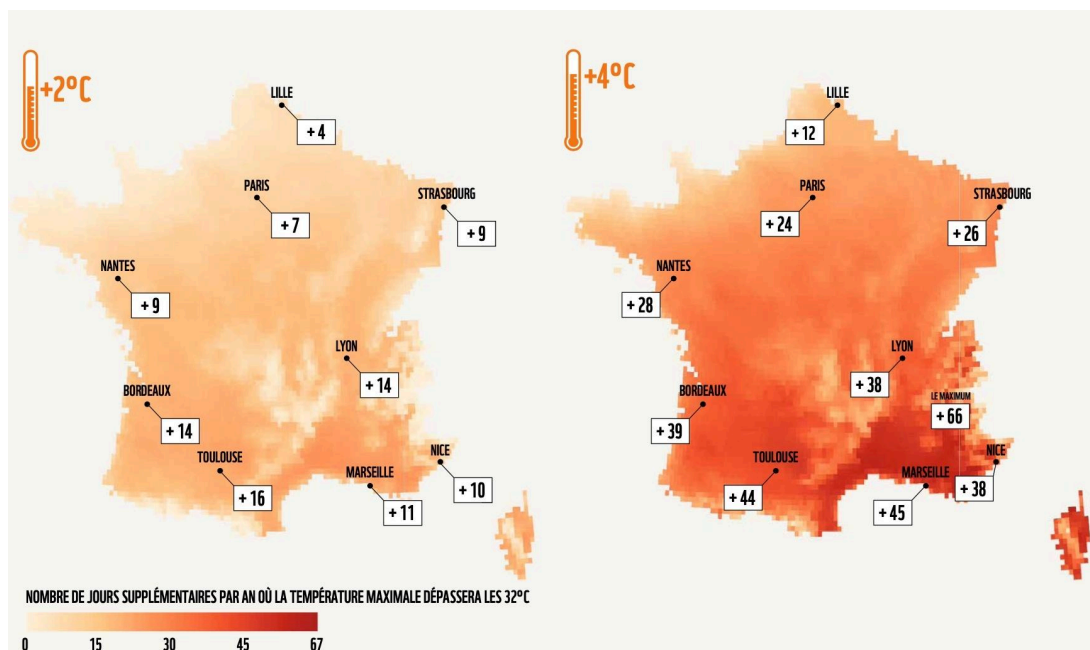 +2°C
LILLE
+ 4
PARIS
+ 7
STRASBOURG
+ 9
NANTES
+ 9
LYON
+ 14
BORDEAUX
+ 14
TOULOUSE
+ 16
MARSEILLE
+ 11
NICE
+ 10
+4°C
LILLE
+ 12
PARIS
+ 24
STRASBOURG
+ 26
NANTES
+ 28
LYON
+ 38
BORDEAUX
+ 39
LE MAXIMUM
+ 66
TOULOUSE
+ 44
MARSEILLE
+ 45
NICE
+ 38
NOMBRE DE JOURS SUPPLÉMENTAIRES PAR AN OÙ LA TEMPÉRATURE MAXIMALE DÉPASSERA LES 32°C
0 15 30 45 67